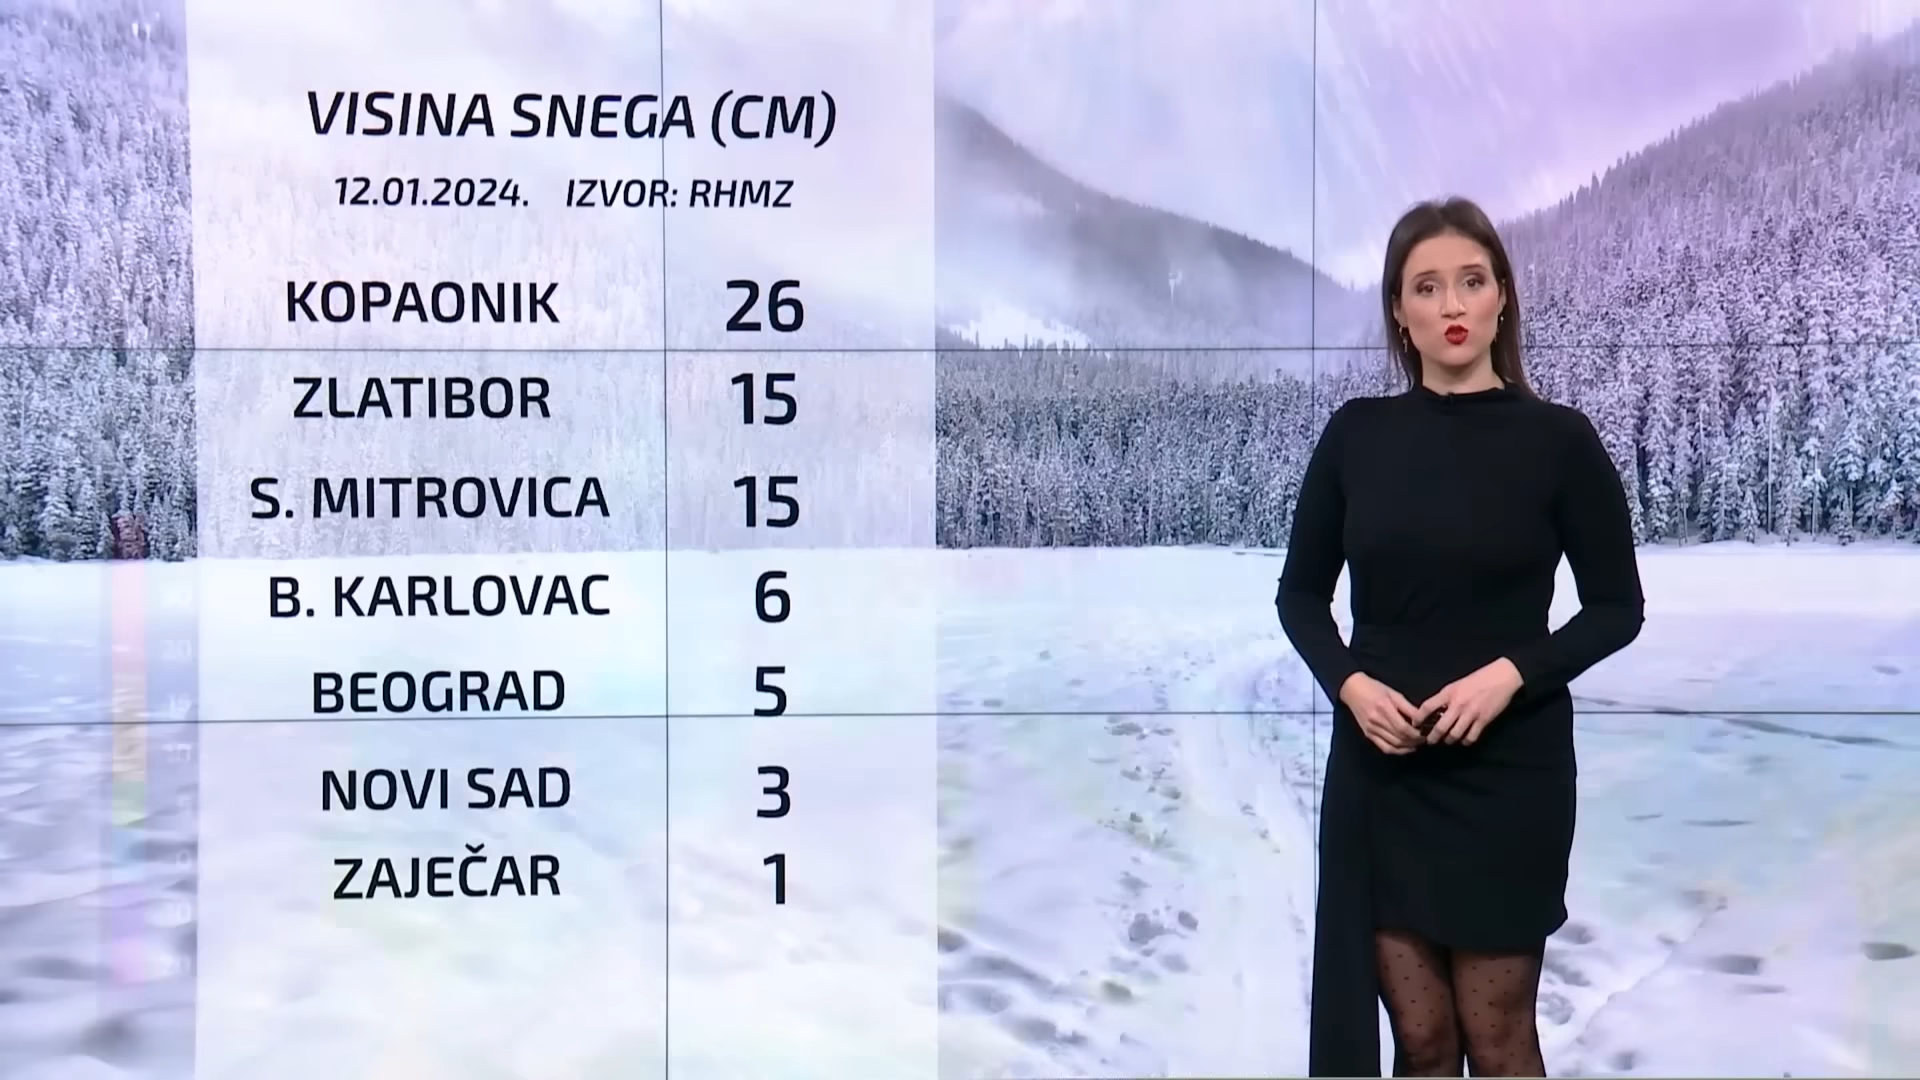 VISINA SNEGA (CM)
12.01.2024. IZVOR: RHMZ
KOPAONIK 26
ZLATIBOR 15
S. MITROVICA 15
B. KARLOVAC 6
BEOGRAD 5
NOVI SAD 3
ZAJEČAR 1